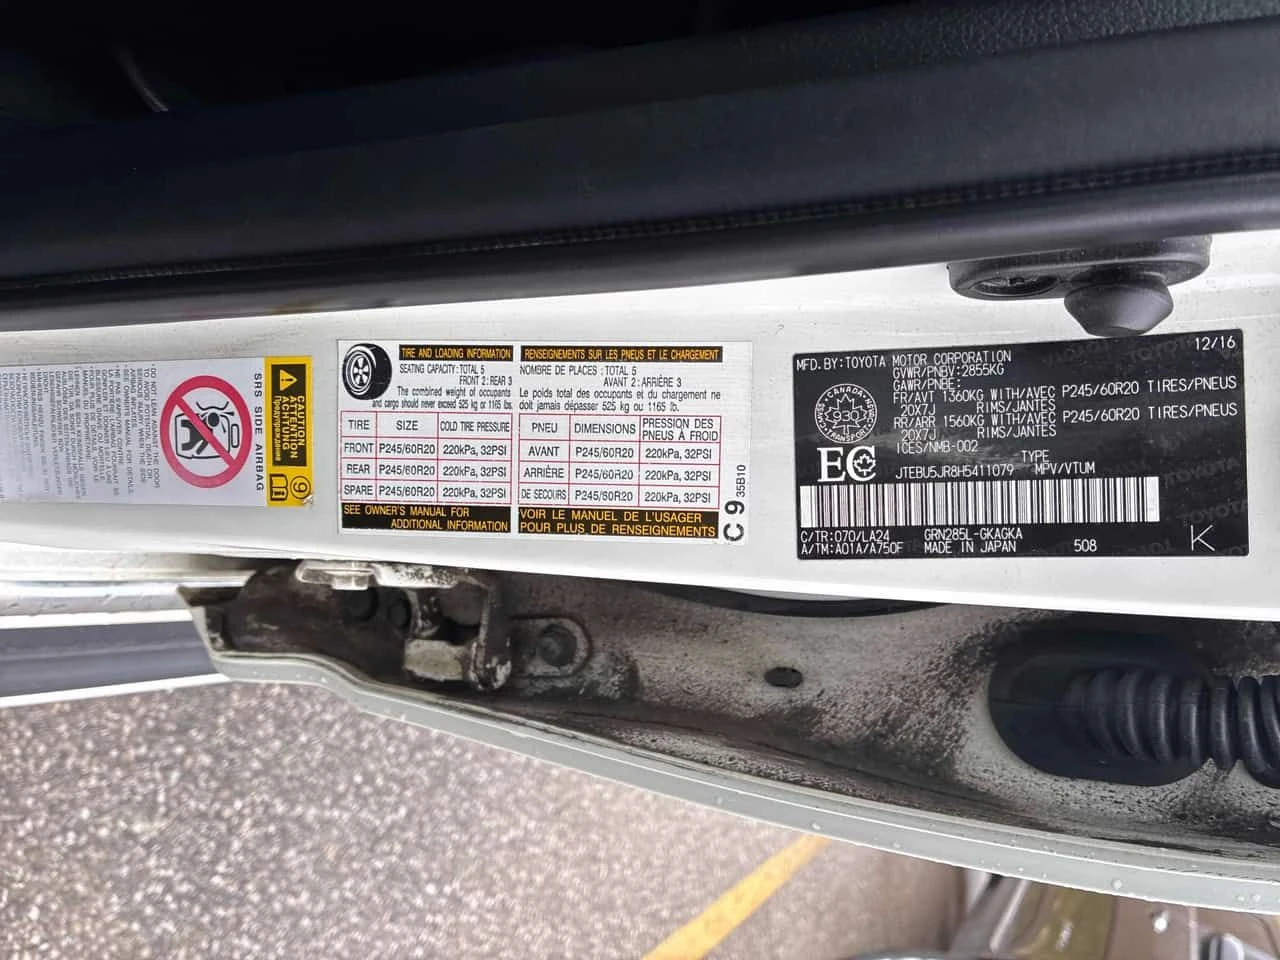 CAUTION
ACHTUNG
ATTENTION
Предупреждение
SRS SIDE AIRBAG
TIRE AND LOADING INFORMATION
SEATING CAPACITY: TOTAL 5
FRONT 2: REAR 3
The combined weight of occupants
and cargo should never exceed 525 kg or 1165 lbs.
RENSEIGNEMENTS SUR LES PNEUS ET LE CHARGEMENT
NOMBRE DE PLACES : TOTAL 5
AVANT 2: ARRIÈRE 3
Le poids total des occupants et du chargement ne
doit jamais dépasser 525 kg ou 1165 lb.
TIRE SIZE COLD TIRE PRESSURE PNEU DIMENSIONS PRESSION DES PNEUS À FROID
FRONT P245/60R20 220kPa, 32PSI AVANT P245/60R20 220kPa, 32PSI
REAR P245/60R20 220kPa, 32PSI ARRIÈRE P245/60R20 220kPa, 32PSI
SPARE P245/60R20 220kPa, 32PSI DE SECOURS P245/60R20 220kPa, 32PSI
SEE OWNER'S MANUAL FOR
ADDITIONAL INFORMATION
VOIR LE MANUEL DE L'USAGER
POUR PLUS DE RENSEIGNEMENTS
C 9 35B10
12/16
MFD.BY:TOYOTA MOTOR CORPORATION
GVWR/PNBV:2855KG
GAWR/PNBE:
FR/AVT 1360KG WITH/AVEC P245/60R20 TIRES/PNEUS
20X7J RIMS/JANTES
RR/ARR 1560KG WITH/AVEC P245/60R20 TIRES/PNEUS
20X7J RIMS/JANTES
ICES/NMB-002
TYPE
JTEBU5JR8H5411079 MPV/VTUM
CANADA
930
TRANSPORT
EC
C/TR:070/LA24 GRN285L-GKAGKA
A/TM:A01A/A750F MADE IN JAPAN 508 K